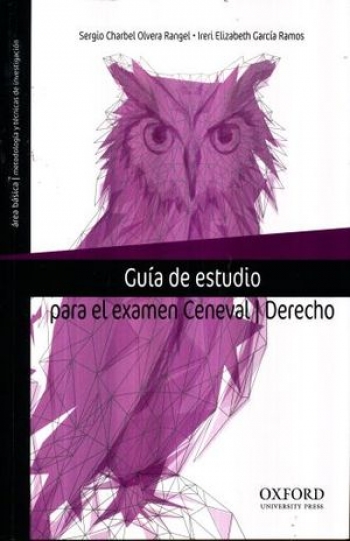 Sergio Charbel Olvera Rangel • Ireri Elizabeth García Ramos
área básica | metodología y técnicas de investigación
Guía de estudio
para el examen Ceneval | Derecho
OXFORD
UNIVERSITY PRESS